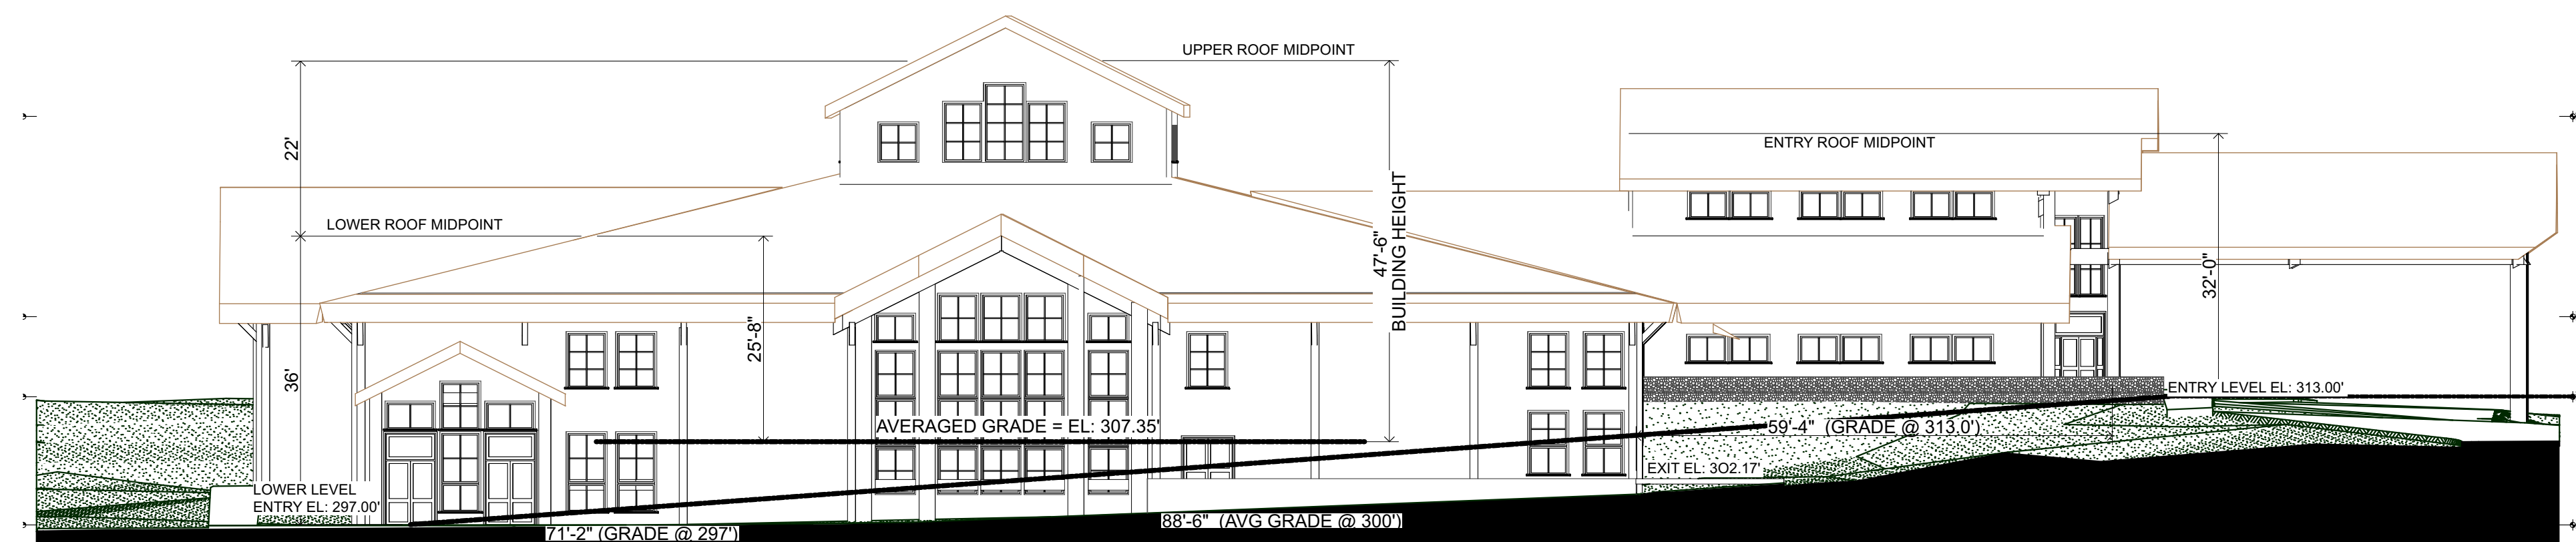 UPPER ROOF MIDPOINT
22'
ENTRY ROOF MIDPOINT
LOWER ROOF MIDPOINT
47'-6"
BUILDING HEIGHT
32'-0"
25'-8"
36'
ENTRY LEVEL EL: 313.00'
AVERAGED GRADE = EL: 307.35'
59'-4" (GRADE @ 313.0')
EXIT EL: 3O2.17'
LOWER LEVEL
ENTRY EL: 297.00'
88'-6" (AVG GRADE @ 300')
71'-2" (GRADE @ 297')